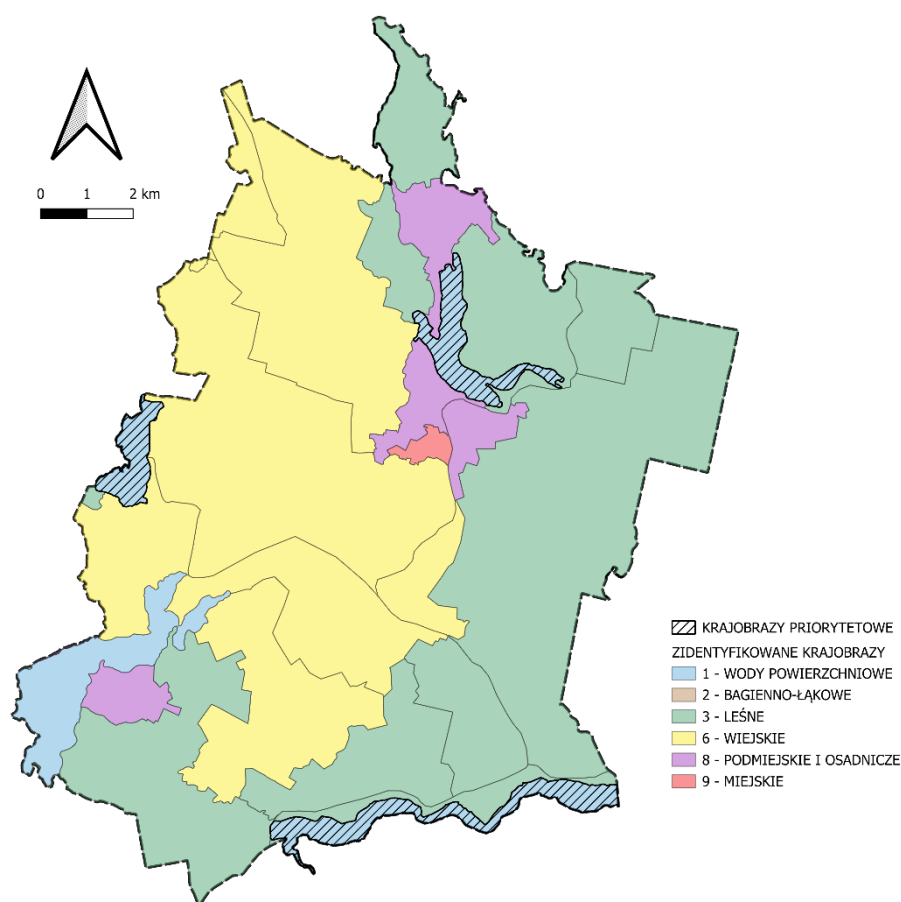 0 1 2 km
KRAJOBRAZY PRIORYTETOWE
ZIDENTYFIKOWANE KRAJOBRAZY
1 - WODY POWIERZCHNIOWE
2 - BAGIENNO-ŁĄKOWE
3 - LEŚNE
6 - WIEJSKIE
8 - PODMIEJSKIE I OSADNICZE
9 - MIEJSKIE